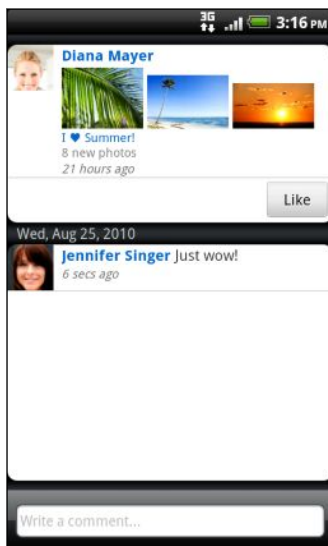 3G 3:16 PM
Diana Mayer
I ♥ Summer!
8 new photos
21 hours ago
Like
Wed, Aug 25, 2010
Jennifer Singer Just wow!
6 secs ago
Write a comment...